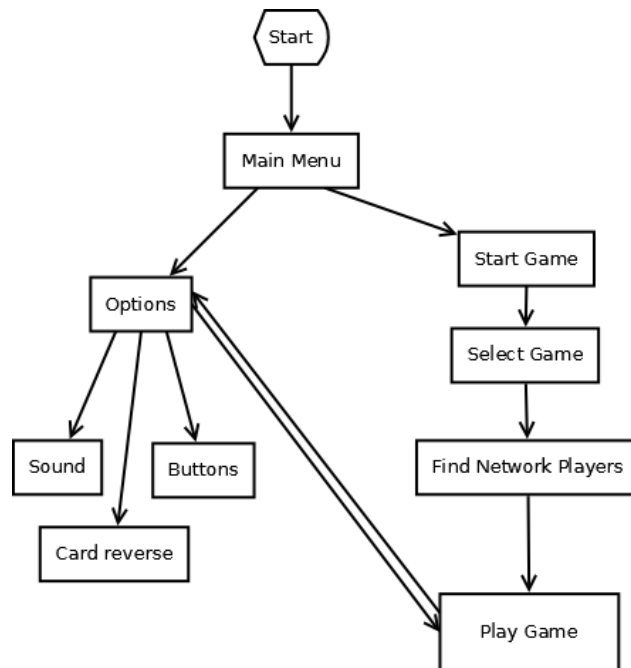 Start
Main Menu
Start Game
Options
Select Game
Sound
Buttons
Find Network Players
Card reverse
Play Game